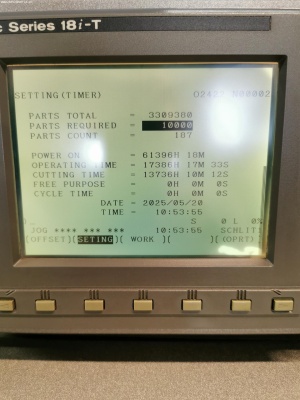 c Series 18i-T
SETTING(TIMER) O2422 N00002
PARTS TOTAL = 3309380
PARTS REQUIRED = 10000
PARTS COUNT = 187
POWER ON = 61396H 18M
OPERATING TIME = 17386H 17M 33S
CUTTING TIME = 13736H 10M 12S
FREE PURPOSE = 0H 0M 0S
CYCLE TIME = 0H 0M 0S
DATE = 2025/05/20
TIME = 10:53:55
)_
S 0 L 0%
JOG **** *** *** 10:53:55 SCHLIT1
(OFFSET)(SETING)( WORK )( )(OPRT)